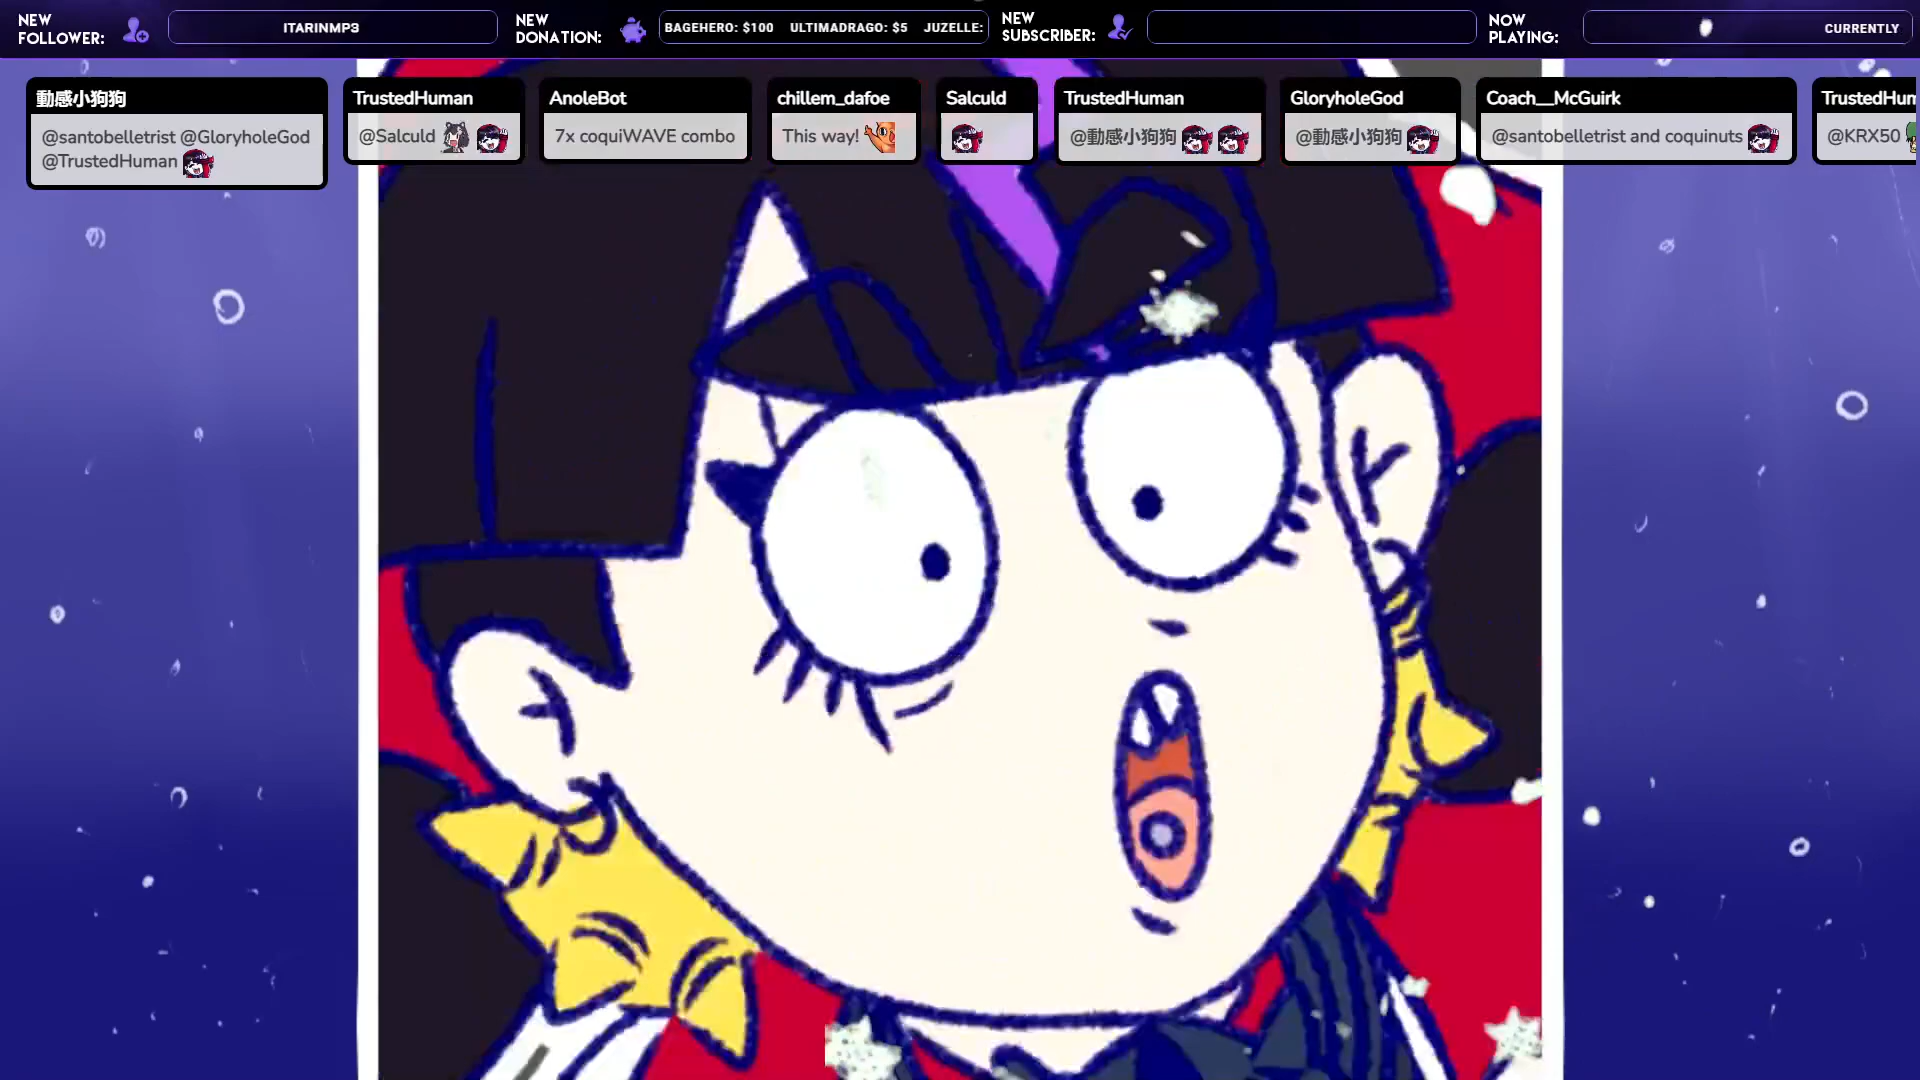 NEW
FOLLOWER:
ITARINMP3
NEW
DONATION:
BAGEHERO: $100 ULTIMADRAGO: $5 JUZELLE:
NEW
SUBSCRIBER:
NOW
PLAYING:
CURRENTLY
動感小狗狗
@santobelletrist @GloryholeGod
@TrustedHuman
TrustedHuman
@Salculd
AnoleBot
7x coquiWAVE combo
chillem_dafoe
This way!
Salculd
TrustedHuman
@動感小狗狗
GloryholeGod
@動感小狗狗
Coach__McGuirk
@santobelletrist and coquinuts
TrustedHum
@KRX50